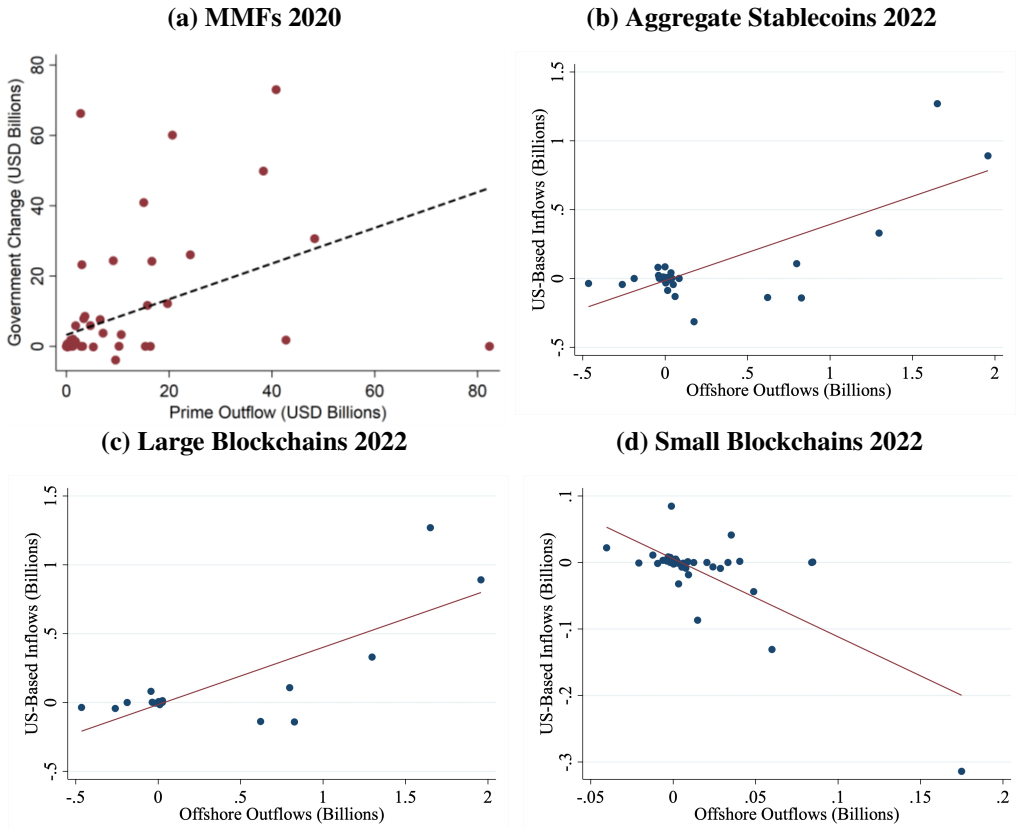 (a) MMFs 2020
Government Change (USD Billions)
80
60
40
20
0
0 20 40 60 80
Prime Outflow (USD Billions)
(b) Aggregate Stablecoins 2022
US-Based Inflows (Billions)
1.5
1
.5
0
-.5
-.5 0 .5 1 1.5 2
Offshore Outflows (Billions)
(c) Large Blockchains 2022
US-Based Inflows (Billions)
1.5
1
.5
0
-.5
-.5 0 .5 1 1.5 2
Offshore Outflows (Billions)
(d) Small Blockchains 2022
US-Based Inflows (Billions)
.1
0
-.1
-.2
-.3
-.05 0 .05 .1 .15 .2
Offshore Outflows (Billions)